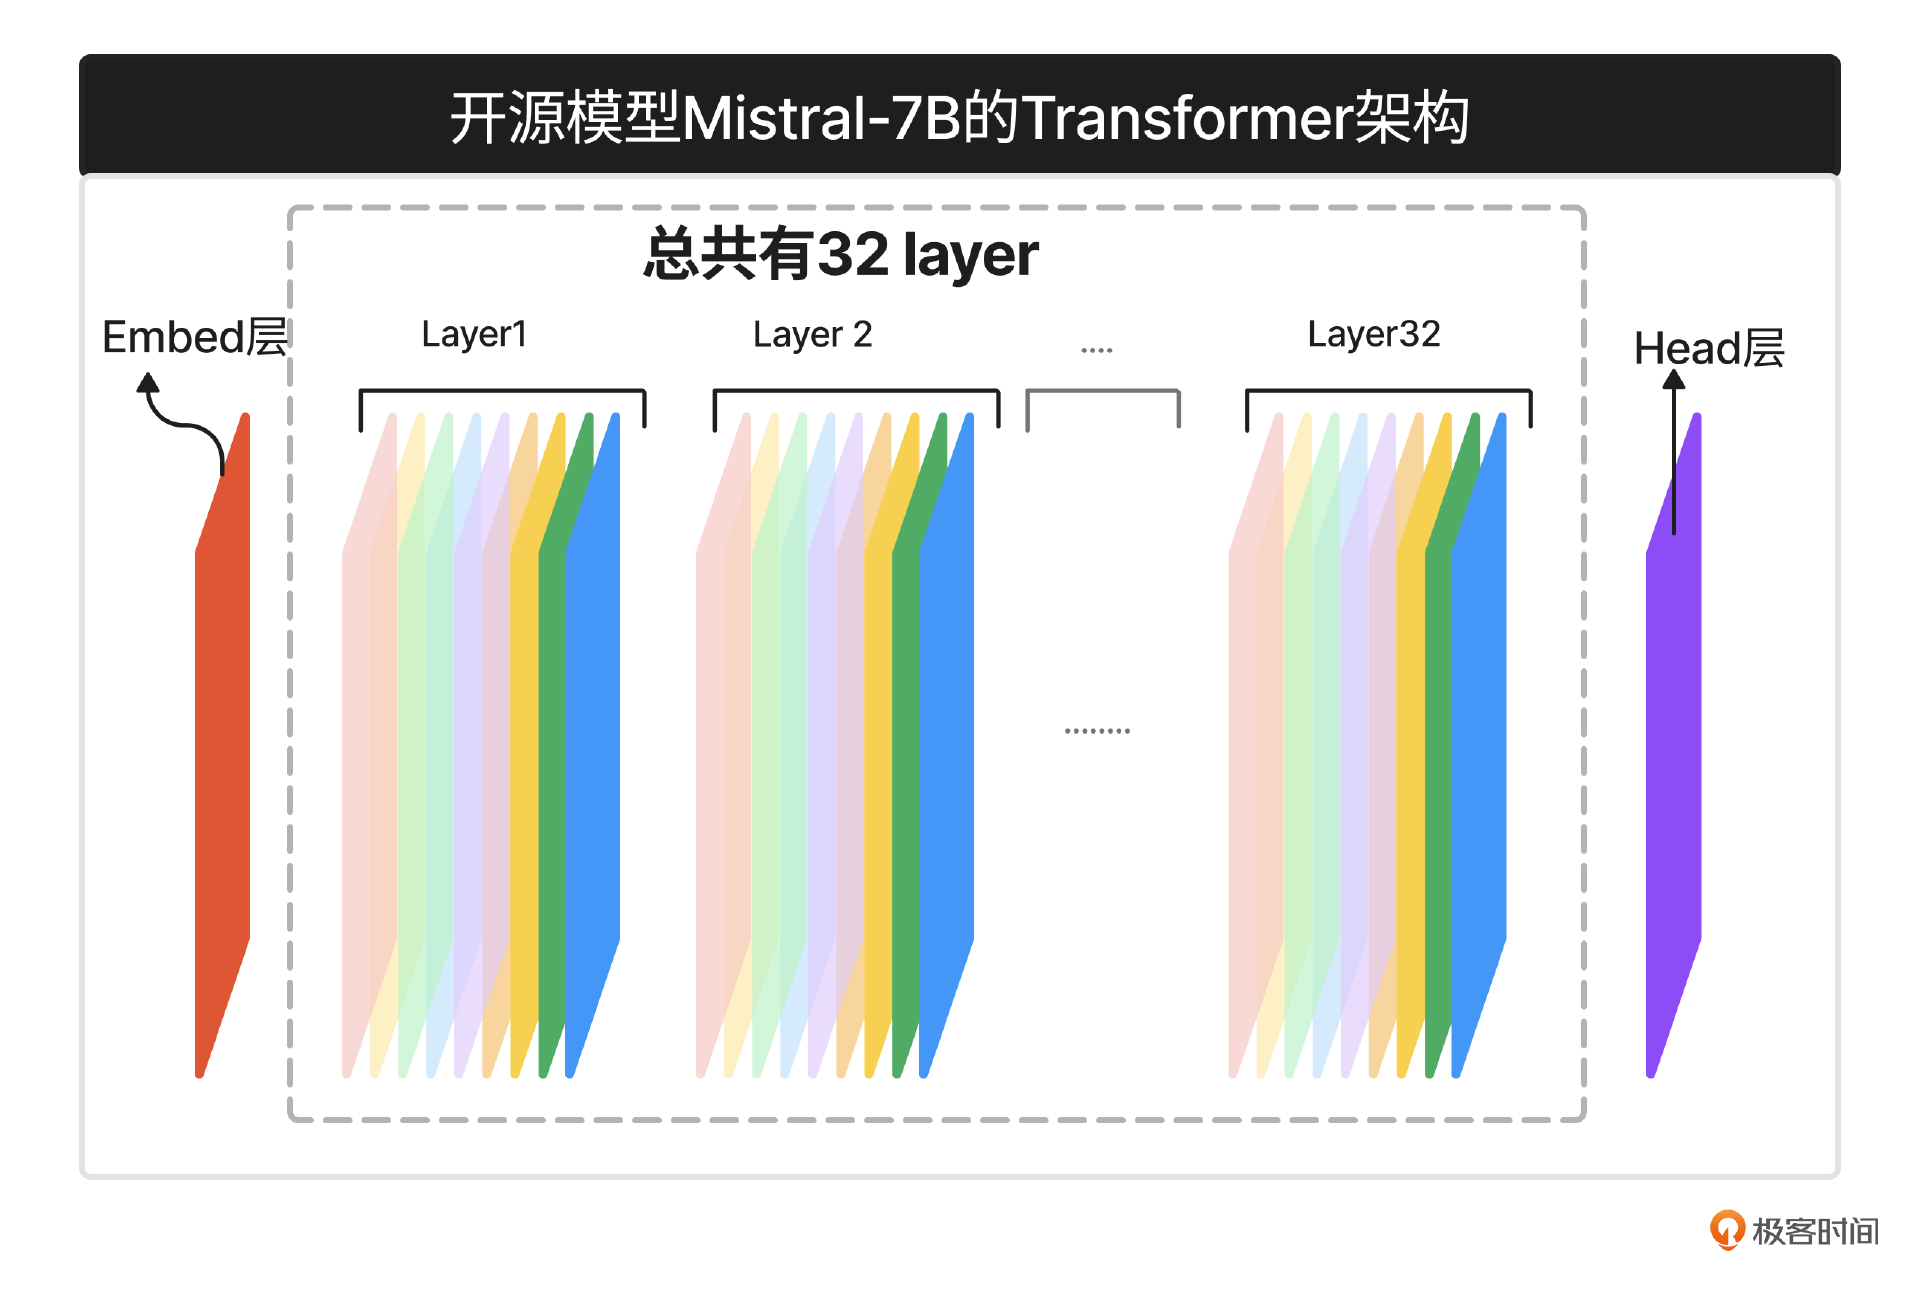 开源模型Mistral-7B的Transformer架构
总共有32 layer
Embed层
Layer1
Layer 2
....
Layer32
Head层
........
极客时间